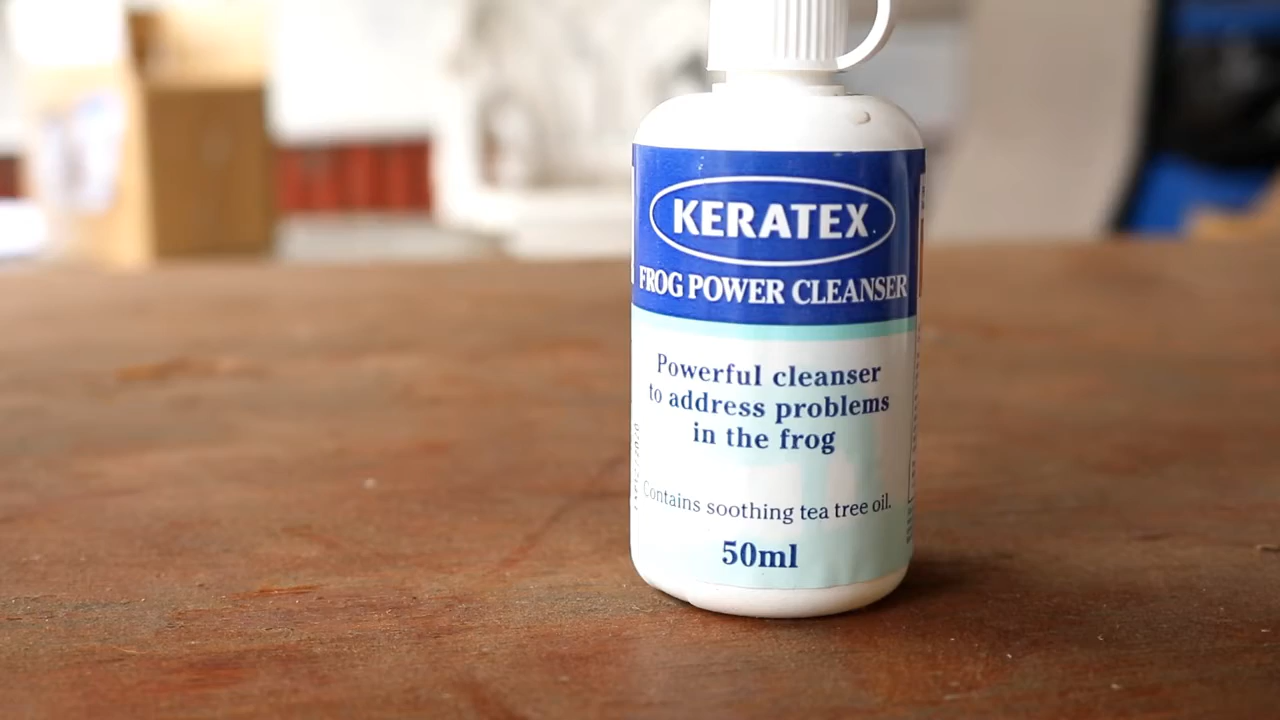 KERATEX
FROG POWER CLEANSER
Powerful cleanser
to address problems
in the frog
Contains soothing tea tree oil.
50ml